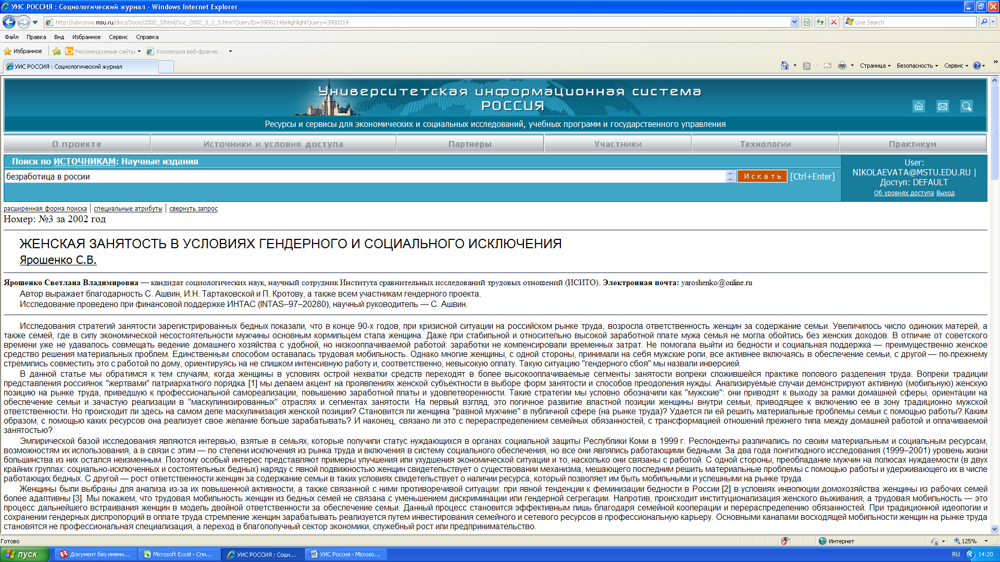 УИС РОССИЯ : Социологический журнал - Windows Internet Explorer
http://uisrussia.msu.ru/docs/Socio/2002_3/html/Soc_2002_3_2_3.htm?QueryID=3900214&HighlightQuery=3900214
Live Search
Файл Правка Вид Избранное Сервис Справка
Избранное Рекомендуемые сайты Коллекция веб-фрагме...
УИС РОССИЯ : Социологический журнал
Страница Безопасность Сервис
Университетская информационная система
РОССИЯ
Ресурсы и сервисы для экономических и социальных исследований, учебных программ и государственного управления
О проекте Источники и условия доступа Партнеры Участники Технологии Практикум
Поиск по ИСТОЧНИКАМ: Научные издания
безработица в россии
Искать [Ctrl+Enter]
User:
NIKOLAEVATA@MSTU.EDU.RU |
Доступ: DEFAULT
Об уровнях доступа Выход
расширенная форма поиска специальные атрибуты свернуть запрос
Номер: №3 за 2002 год
ЖЕНСКАЯ ЗАНЯТОСТЬ В УСЛОВИЯХ ГЕНДЕРНОГО И СОЦИАЛЬНОГО ИСКЛЮЧЕНИЯ
Ярошенко С.В.
Ярошенко Светлана Владимировна — кандидат социологических наук, научный сотрудник Института сравнительных исследований трудовых отношений (ИСИТО). Электронная почта: yaroshenko@online.ru
Автор выражает благодарность С. Ашвин, И.Н. Тартаковской и П. Кротову, а также всем участникам гендерного проекта.
Исследование проведено при финансовой поддержке ИНТАС (INTAS–97–20280), научный руководитель — С. Ашвин.
Исследования стратегий занятости зарегистрированных бедных показали, что в конце 90-х годов, при кризисной ситуации на российском рынке труда, возросла ответственность женщин за содержание семьи. Увеличилось число одиноких матерей, а
также семей, где в силу экономической несостоятельности мужчины основным кормильцем стала женщина. Даже при стабильной и относительно высокой заработной плате мужа семья не могла обойтись без женских доходов. В отличие от советского
времени уже не удавалось совмещать ведение домашнего хозяйства с удобной, но низкооплачиваемой работой: заработки не компенсировали временных затрат. Не помогала выйти из бедности и социальная поддержка — преимущественно женское
средство решения материальных проблем. Единственным способом оставалась трудовая мобильность. Однако многие женщины, с одной стороны, принимали на себя мужские роли, все активнее включаясь в обеспечение семьи, с другой — по-прежнему
стремились совместить это с работой по дому, ориентируясь на не слишком интенсивную работу и, соответственно, невысокую оплату. Такую ситуацию "гендерного сбоя" мы назвали инверсией.
В данной статье мы обратимся к тем случаям, когда женщины в условиях острой нехватки средств переходят в более высокооплачиваемые сегменты занятости вопреки сложившейся практике полового разделения труда. Вопреки традиции
представления россиянок "жертвами" патриархатного порядка [1] мы делаем акцент на проявлениях женской субъектности в выборе форм занятости и способов преодоления нужды. Анализируемые случаи демонстрируют активную (мобильную) женскую
позицию на рынке труда, приведшую к профессиональной самореализации, повышению заработной платы и удовлетворенности. Такие стратегии мы условно обозначили как "мужские": они приводят к выходу за рамки домашней сферы, ориентации на
обеспечение семьи и зачастую реализации в "маскулинизированных" отраслях и сегментах занятости. На первый взгляд, это логичное развитие властной позиции женщины внутри семьи, приводящее к включению ее в зону традиционно мужской
ответственности. Но происходит ли здесь на самом деле маскулинизация женской позиции? Становится ли женщина "равной мужчине" в публичной сфере (на рынке труда)? Удается ли ей решить материальные проблемы семьи с помощью работы? Каким
образом, с помощью каких ресурсов она реализует свое желание больше зарабатывать? И наконец, связано ли это с перераспределением семейных обязанностей, с трансформацией отношений прежнего типа между домашней работой и оплачиваемой
занятостью?
Эмпирической базой исследования являются интервью, взятые в семьях, которые получили статус нуждающихся в органах социальной защиты Республики Коми в 1999 г. Респонденты различались по своим материальным и социальным ресурсам,
возможностям их использования, а в связи с этим — по степени исключения из рынка труда и включения в систему социального обеспечения, но все они являлись работающими бедными. За два года лонгитюдного исследования (1999–2001) уровень жизни
большинства из них остался неизменным. Поэтому особый интерес представляют примеры улучшения или ухудшения экономической ситуации и то, насколько они связаны с работой. С одной стороны, преобладание мужчин на полюсах нуждаемости (в двух
крайних группах: социально-исключенных и состоятельных бедных) наряду с явной подвижностью женщин свидетельствует о существовании механизма, мешающего последним решить материальные проблемы с помощью работы и удерживающего их в числе
работающих бедных. С другой — рост ответственности женщин за содержание семьи в таких условиях свидетельствует о наличии ресурса, который позволяет им быть мобильными и успешными на рынке труда.
Женщины были выбраны для анализа из-за их повышенной активности, а также связанной с ними противоречивой ситуации: при явной тенденции к феминизации бедности в России [2] в условиях инволюции домохозяйства женщины из рабочих семей
более адаптивны [3]. Мы покажем, что трудовая мобильность женщин из бедных семей не связана с уменьшением дискриминации или гендерной сегрегации. Напротив, происходит институционализация женского выживания, а трудовая мобильность — это
процесс дальнейшего встраивания женщин в модель двойной ответственности за обеспечение семьи. Данный процесс становится эффективным лишь благодаря семейной кооперации и перераспределению обязанностей. При традиционной идеологии и
сохранении гендерных диспропорций в оплате труда стремление женщин зарабатывать реализуется путем инвестирования семейного и сетевого ресурсов в профессиональную карьеру. Основными каналами восходящей мобильности женщин на рынке труда
становятся не профессиональная специализация, а переход в благополучный сектор экономики, служебный рост или предпринимательство.
Готово Интернет 125%
пуск Документ без имени... Microsoft Excel - Спи... УИС РОССИЯ : Соци... УИС Россия - Microso... RU 14:20